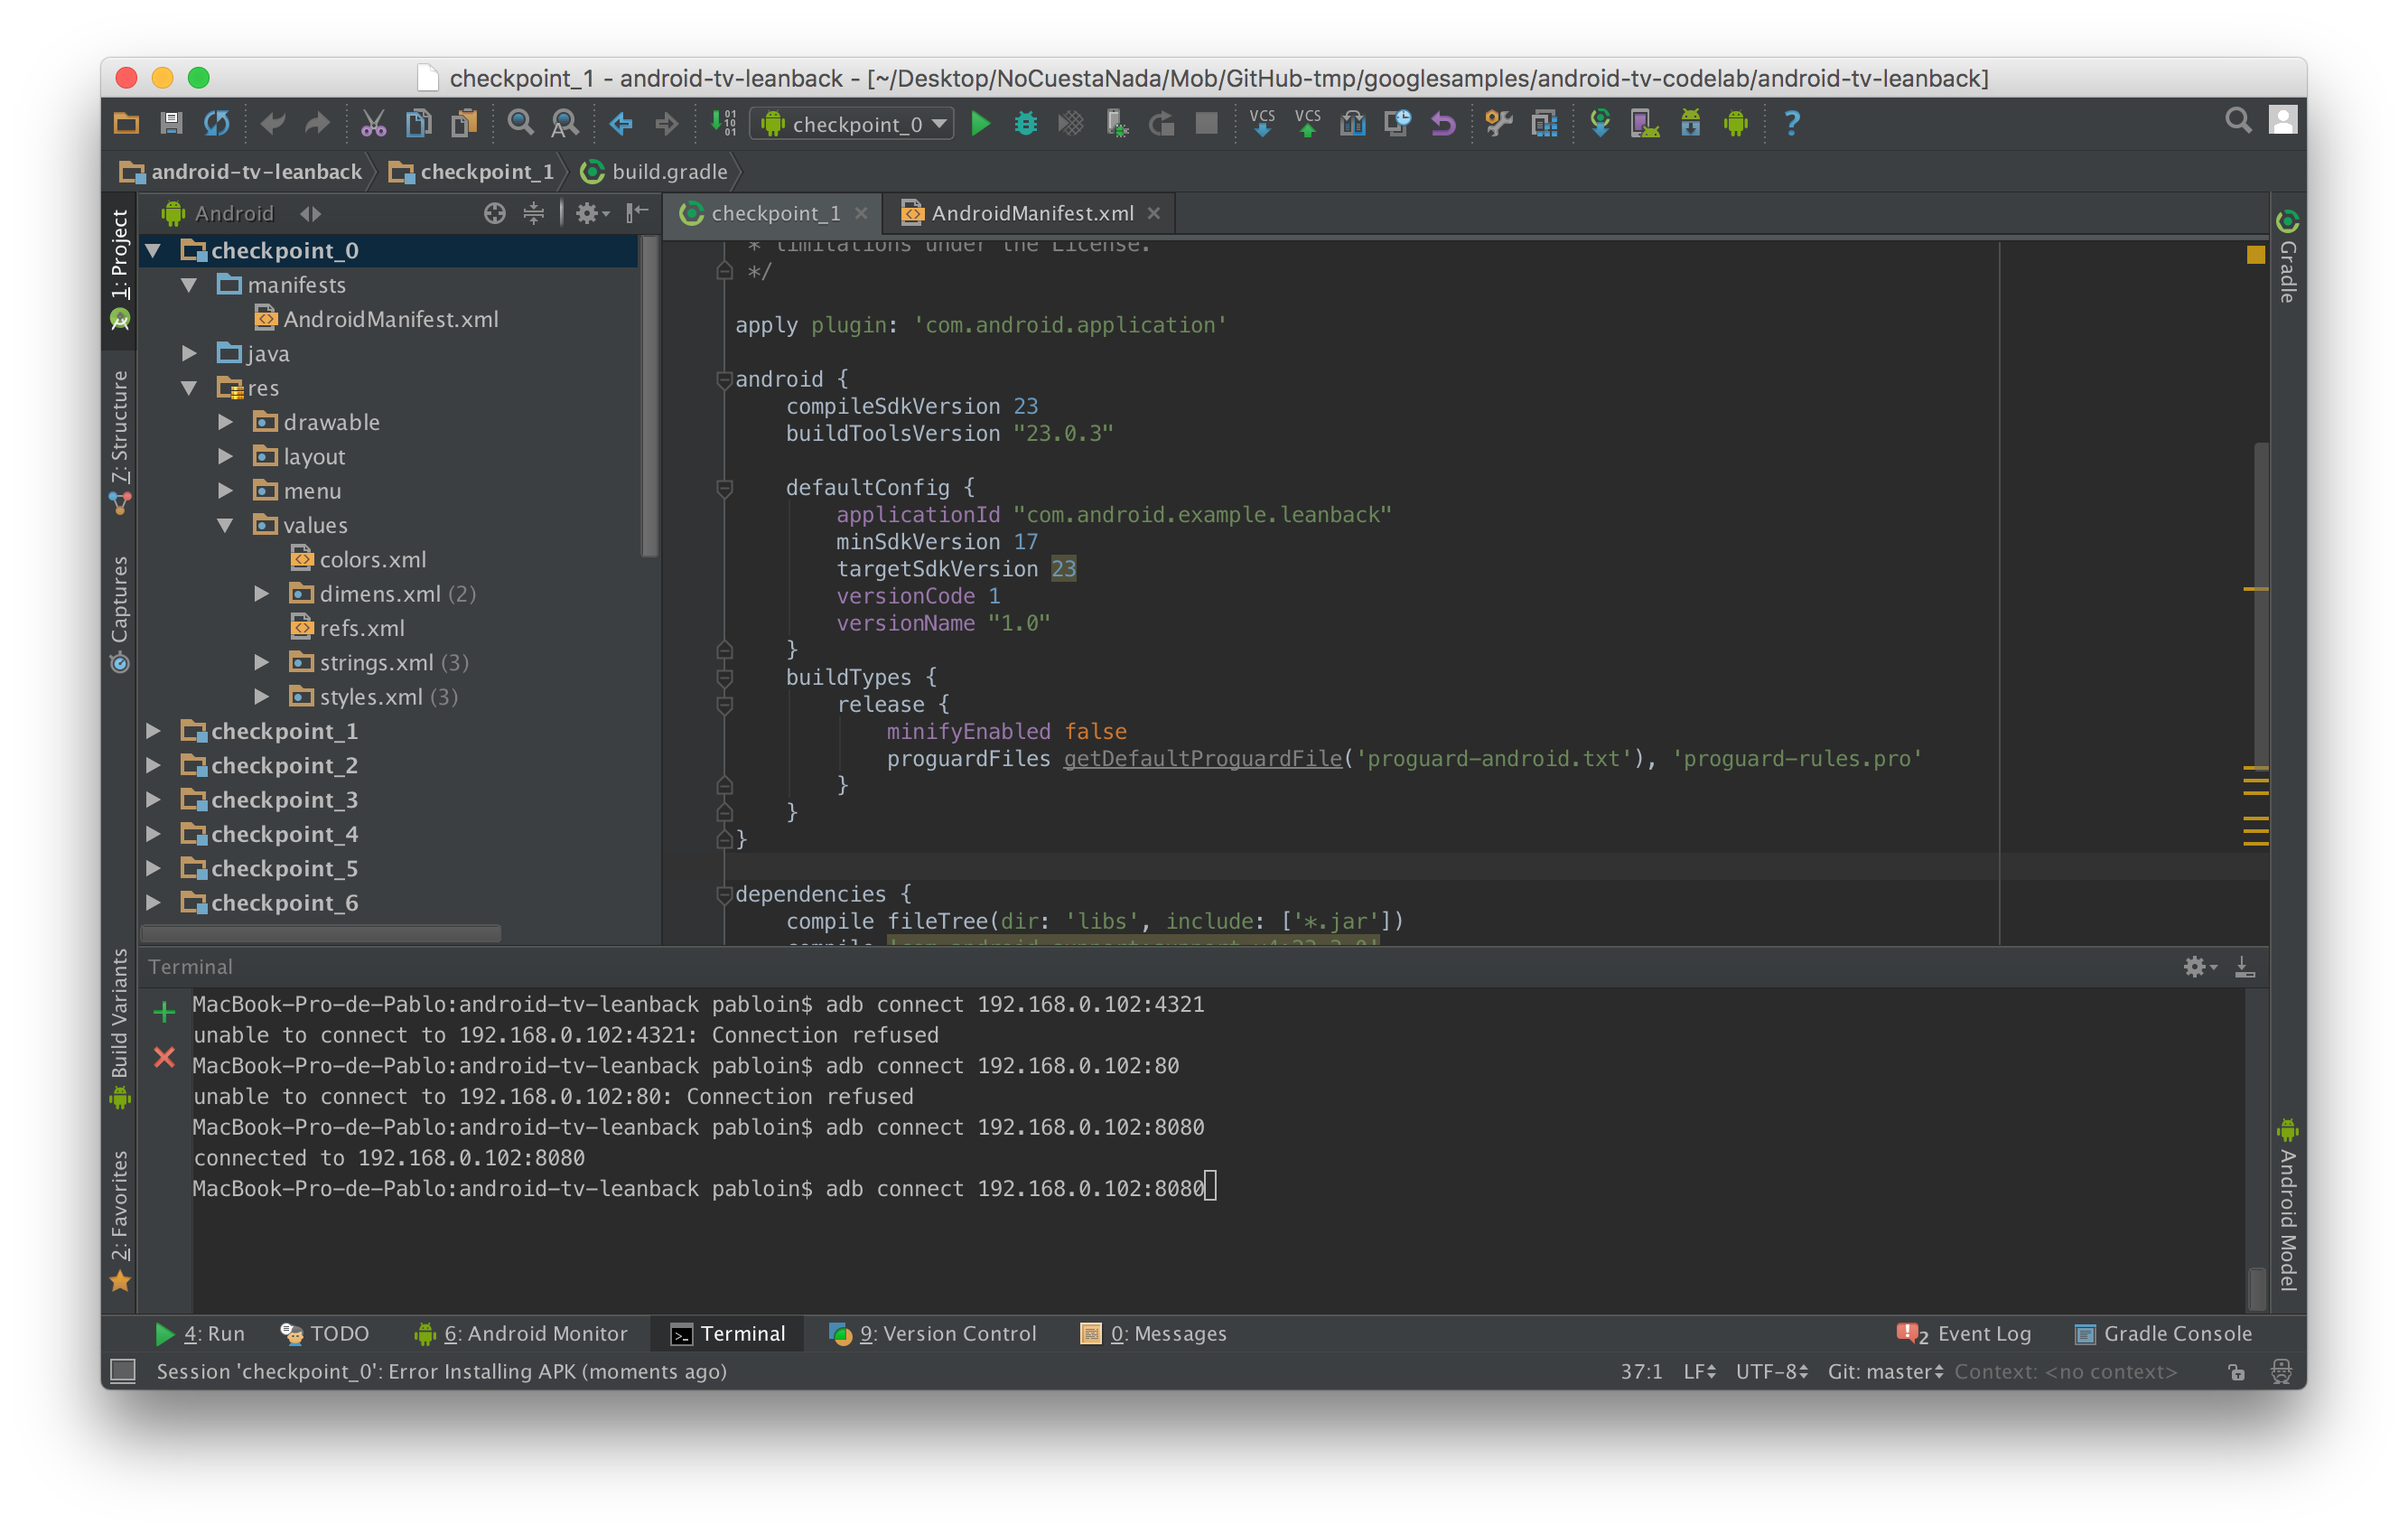 checkpoint_1 - android-tv-leanback - [~/Desktop/NoCuestaNada/Mob/GitHub-tmp/googlesamples/android-tv-codelab/android-tv-leanback]
checkpoint_0
VCS
VCS
?
android-tv-leanback
checkpoint_1
build.gradle
Android
checkpoint_1
AndroidManifest.xml
1: Project
7: Structure
Captures
Build Variants
2: Favorites
checkpoint_0
manifests
AndroidManifest.xml
java
res
drawable
layout
menu
values
colors.xml
dimens.xml (2)
refs.xml
strings.xml (3)
styles.xml (3)
checkpoint_1
checkpoint_2
checkpoint_3
checkpoint_4
checkpoint_5
checkpoint_6
* limitations under the License.
*/
apply plugin: 'com.android.application'
android {
compileSdkVersion 23
buildToolsVersion "23.0.3"
defaultConfig {
applicationId "com.android.example.leanback"
minSdkVersion 17
targetSdkVersion 23
versionCode 1
versionName "1.0"
}
buildTypes {
release {
minifyEnabled false
proguardFiles getDefaultProguardFile('proguard-android.txt'), 'proguard-rules.pro'
}
}
}
dependencies {
compile fileTree(dir: 'libs', include: ['*.jar'])
Gradle
Android Model
Terminal
MacBook-Pro-de-Pablo:android-tv-leanback pabloin$ adb connect 192.168.0.102:4321
unable to connect to 192.168.0.102:4321: Connection refused
MacBook-Pro-de-Pablo:android-tv-leanback pabloin$ adb connect 192.168.0.102:80
unable to connect to 192.168.0.102:80: Connection refused
MacBook-Pro-de-Pablo:android-tv-leanback pabloin$ adb connect 192.168.0.102:8080
connected to 192.168.0.102:8080
MacBook-Pro-de-Pablo:android-tv-leanback pabloin$ adb connect 192.168.0.102:8080
4: Run
TODO
6: Android Monitor
Terminal
9: Version Control
0: Messages
2 Event Log
Gradle Console
Session 'checkpoint_0': Error Installing APK (moments ago)
37:1
LF
UTF-8
Git: master
Context: <no context>